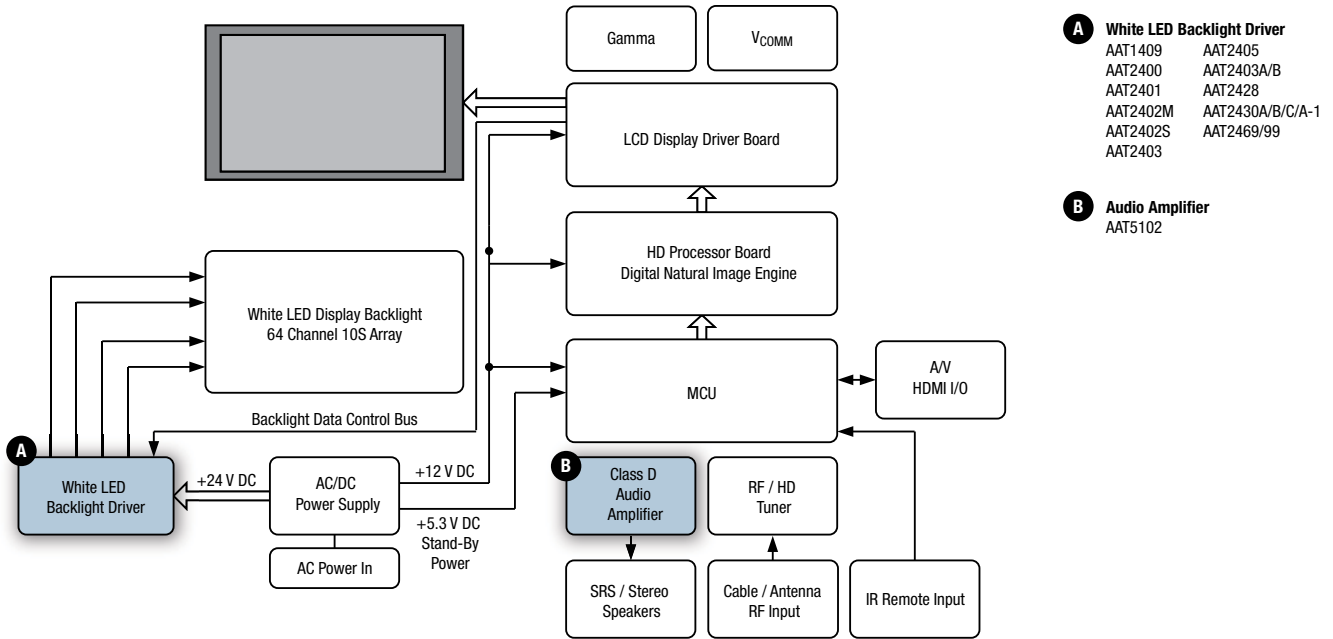 Gamma
VCOMM
LCD Display Driver Board
HD Processor Board
Digital Natural Image Engine
White LED Display Backlight
64 Channel 10S Array
MCU
A/V
HDMI I/O
Backlight Data Control Bus
A
White LED
Backlight Driver
+24 V DC
AC/DC
Power Supply
+12 V DC
+5.3 V DC
Stand-By
Power
AC Power In
B
Class D
Audio
Amplifier
RF / HD
Tuner
SRS / Stereo
Speakers
Cable / Antenna
RF Input
IR Remote Input
A White LED Backlight Driver
AAT1409 AAT2405
AAT2400 AAT2403A/B
AAT2401 AAT2428
AAT2402M AAT2430A/B/C/A-1
AAT2402S AAT2469/99
AAT2403
B Audio Amplifier
AAT5102